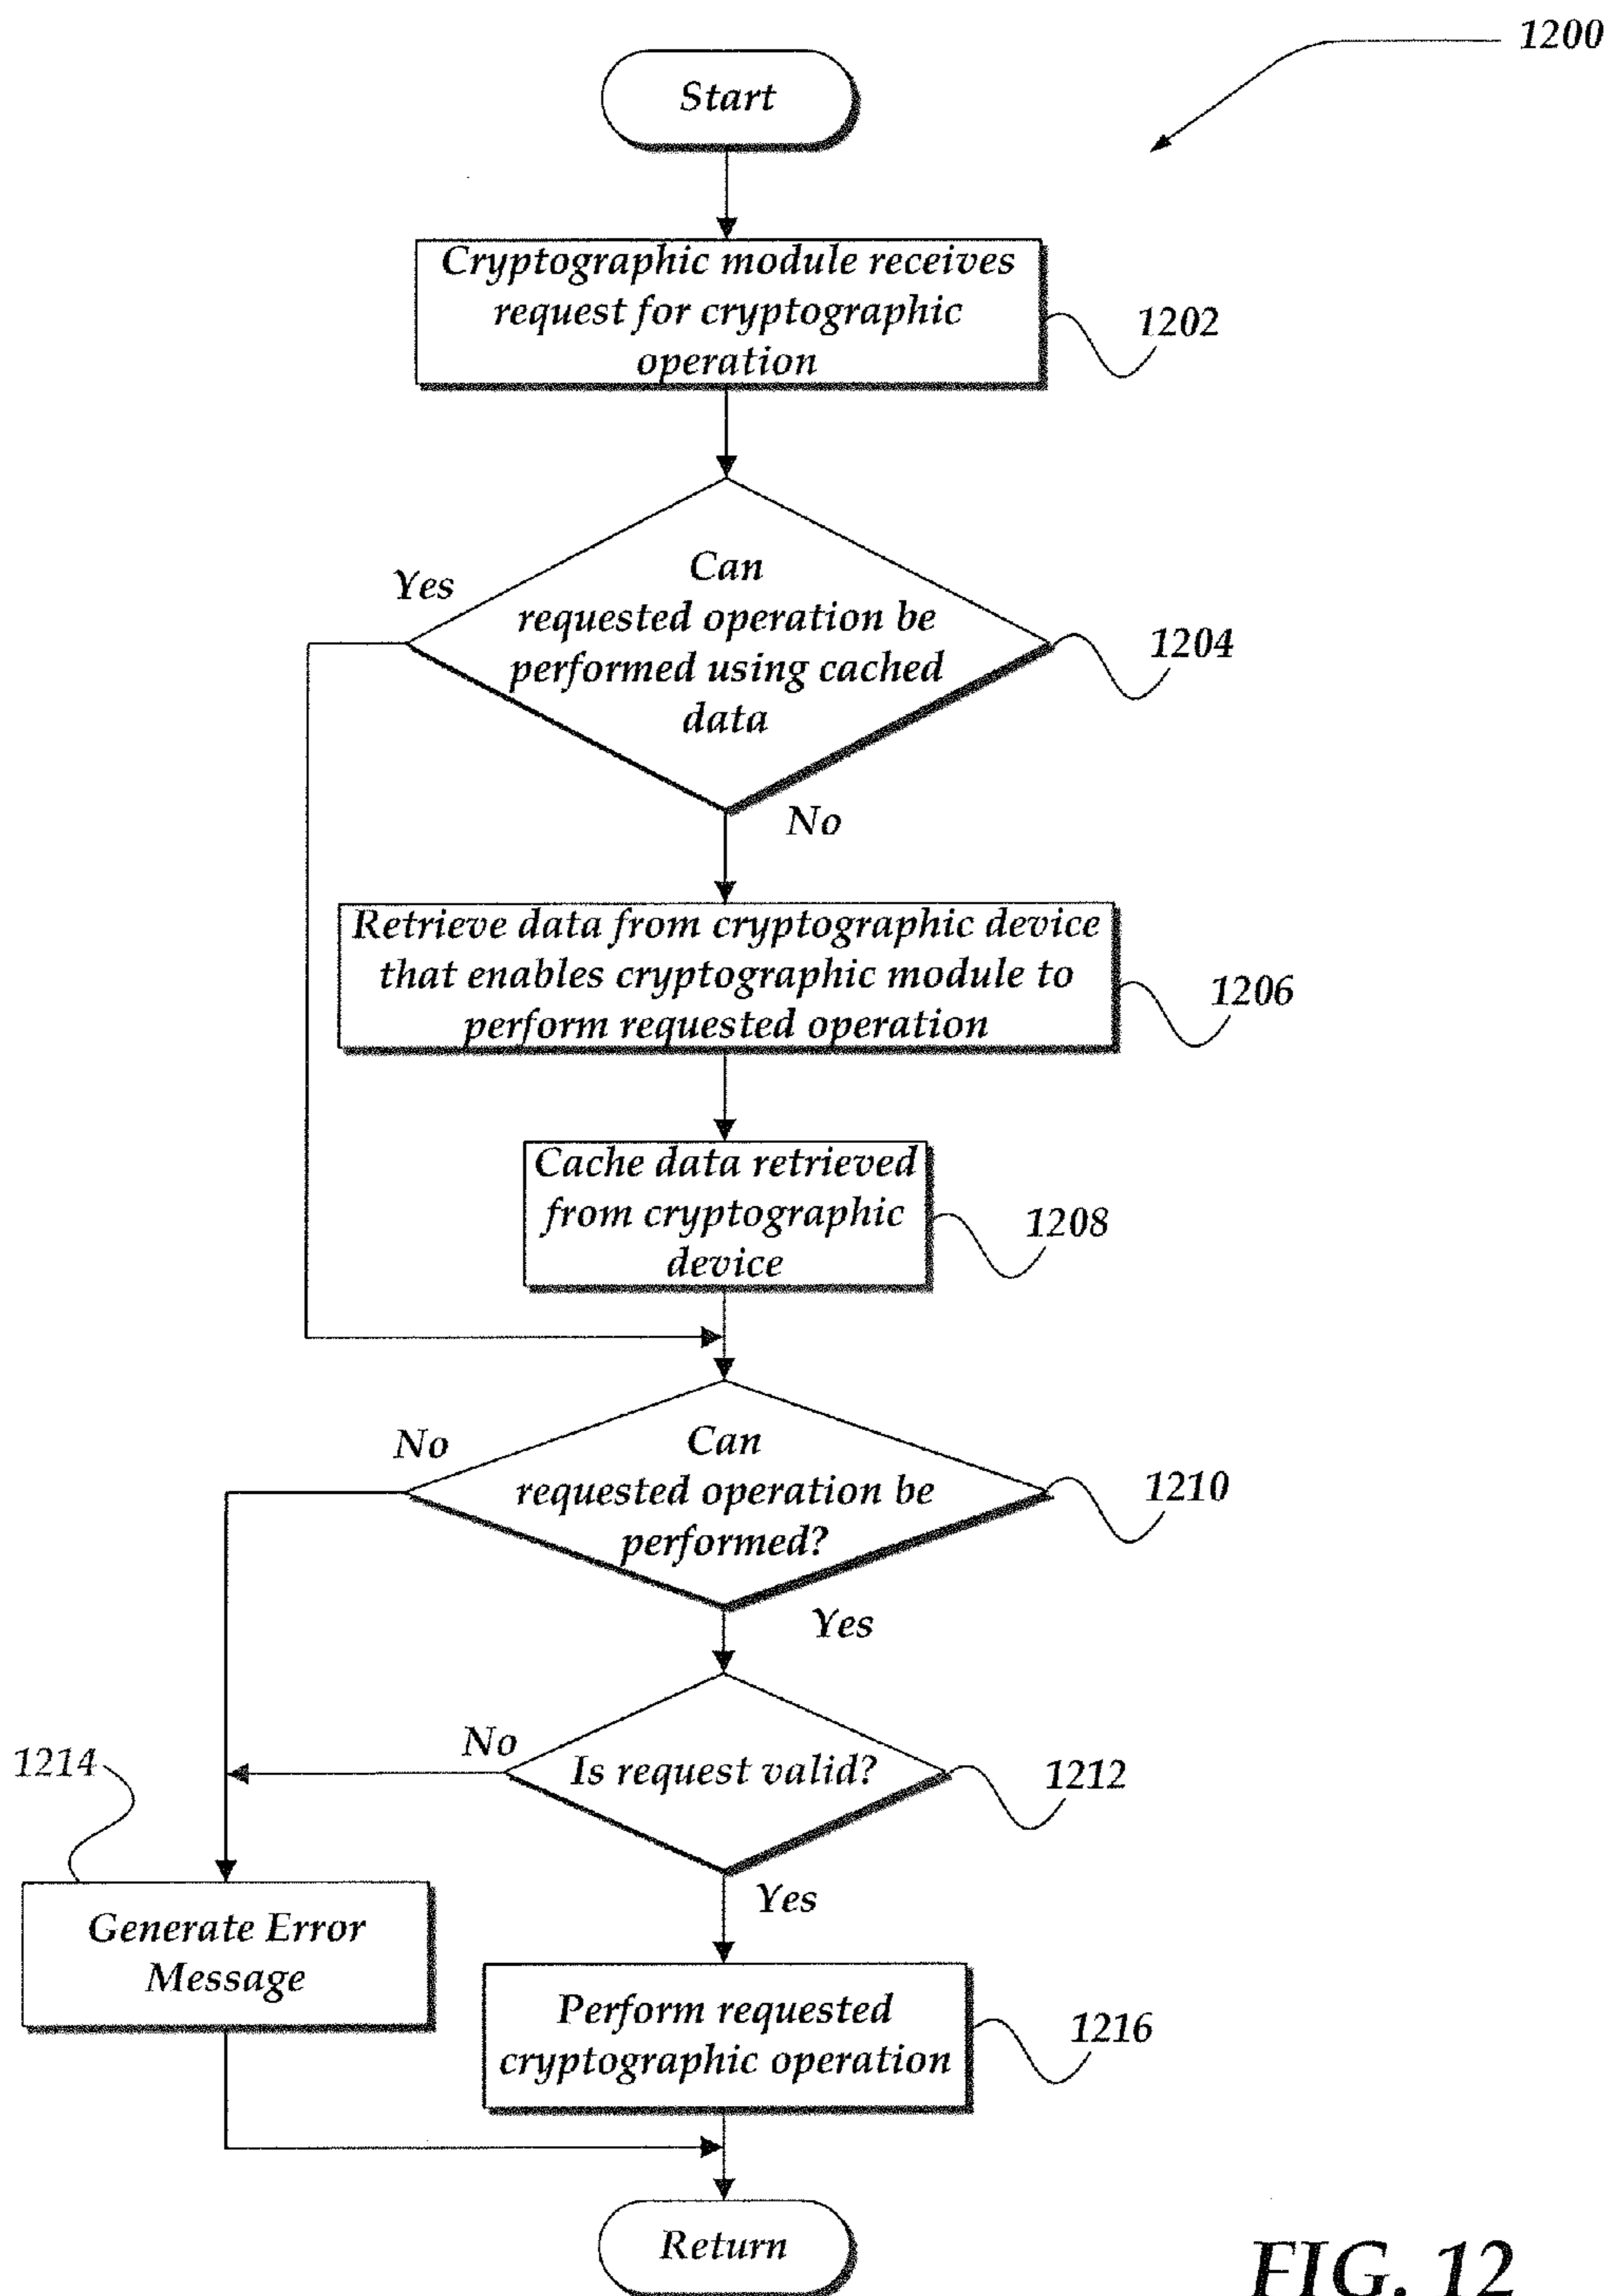 1200
Start
Cryptographic module receives
request for cryptographic
operation
1202
Can
requested operation be
performed using cached
data
1204
Yes
No
Retrieve data from cryptographic device
that enables cryptographic module to
perform requested operation
1206
Cache data retrieved
from cryptographic
device
1208
Can
requested operation be
performed?
1210
No
Yes
Is request valid?
1212
No
Yes
1214
Generate Error
Message
Perform requested
cryptographic operation
1216
Return
FIG. 12